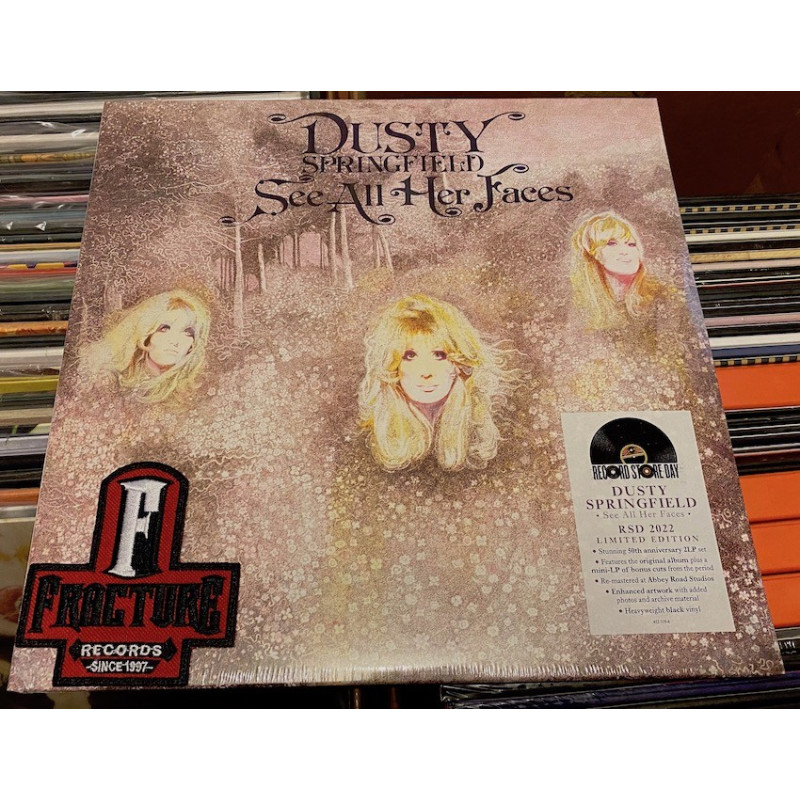 DUSTY
SPRINGFIELD
See All Her Faces
RECORD STORE DAY
DUSTY
SPRINGFIELD
• See All Her Faces •
RSD 2022
LIMITED EDITION
• Stunning 50th anniversary 2LP set
• Features the original album plus a
mini-LP of bonus cuts from the period
• Re-mastered at Abbey Road Studios
• Enhanced artwork with added
photos and archive material
• Heavyweight black vinyl
F
FRACTURE
RECORDS
-SINCE 1997-